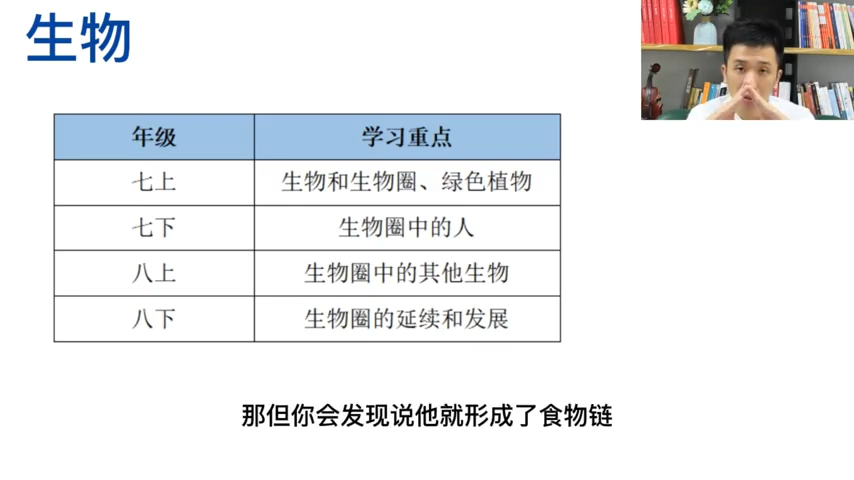 生物
年级 学习重点
七上 生物和生物圈、绿色植物
七下 生物圈中的人
八上 生物圈中的其他生物
八下 生物圈的延续和发展
那但你会发现说他就形成了食物链